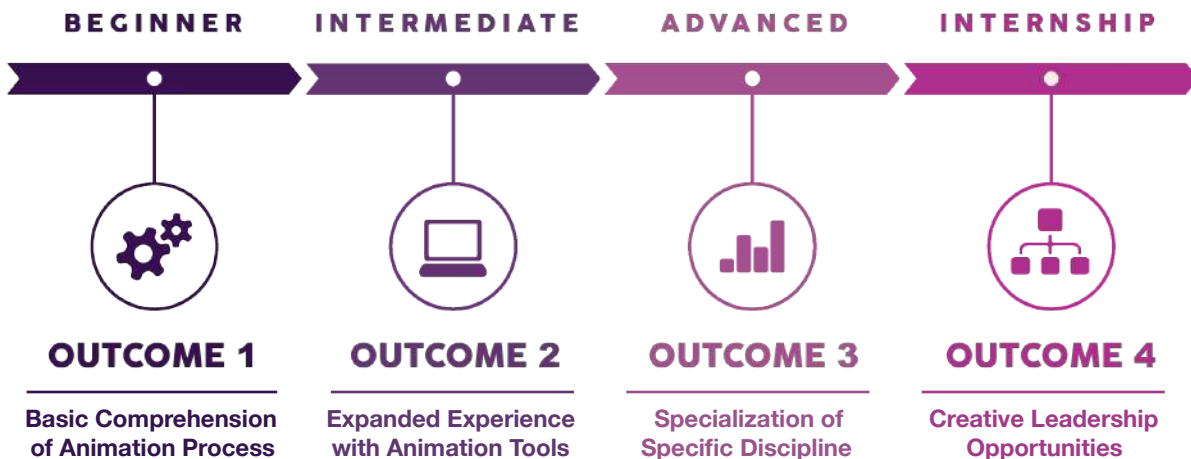 BEGINNER
INTERMEDIATE
ADVANCED
INTERNSHIP
OUTCOME 1
Basic Comprehension
of Animation Process
OUTCOME 2
Expanded Experience
with Animation Tools
OUTCOME 3
Specialization of
Specific Discipline
OUTCOME 4
Creative Leadership
Opportunities